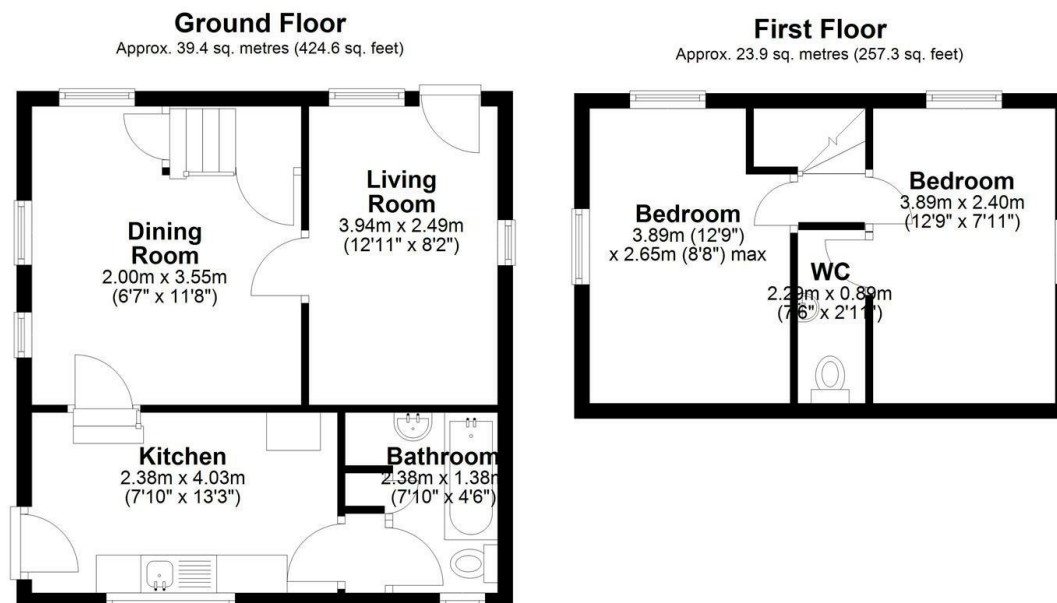 Ground Floor
Approx. 39.4 sq. metres (424.6 sq. feet)
Dining
Room
2.00m x 3.55m
(6'7" x 11'8")
Living
Room
3.94m x 2.49m
(12'11" x 8'2")
Kitchen
2.38m x 4.03m
(7'10" x 13'3")
Bathroom
2.38m x 1.38m
(7'10" x 4'6")
First Floor
Approx. 23.9 sq. metres (257.3 sq. feet)
Bedroom
3.89m (12'9")
x 2.65m (8'8") max
WC
2.29m x 0.89m
(7'6" x 2'11")
Bedroom
3.89m x 2.40m
(12'9" x 7'11")